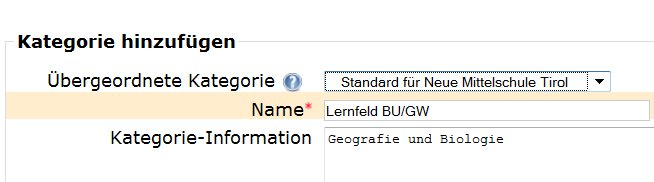 Kategorie hinzufügen
Übergeordnete Kategorie ? Standard für Neue Mittelschule Tirol
Name* Lernfeld BU/GW
Kategorie-Information Geografie und Biologie